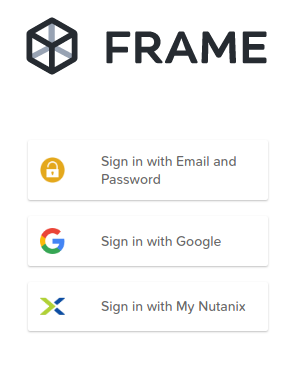 FRAME
Sign in with Email and
Password
Sign in with Google
Sign in with My Nutanix